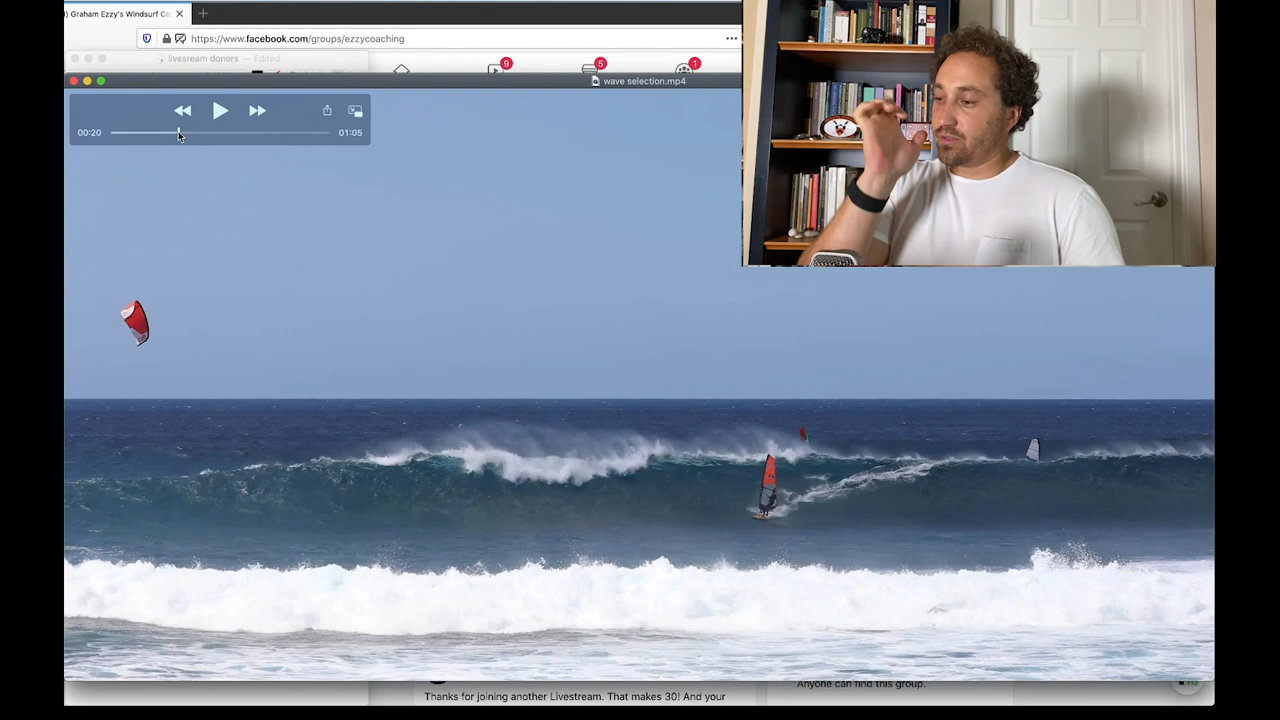 ) Graham Ezzy's Windsurf Co
https://www.facebook.com/groups/ezzycoaching
livestream donors — Edited
9
5
1
wave selection.mp4
00:20
01:05
Thanks for joining another Livestream. That makes 30! And your
Anyone can find this group.